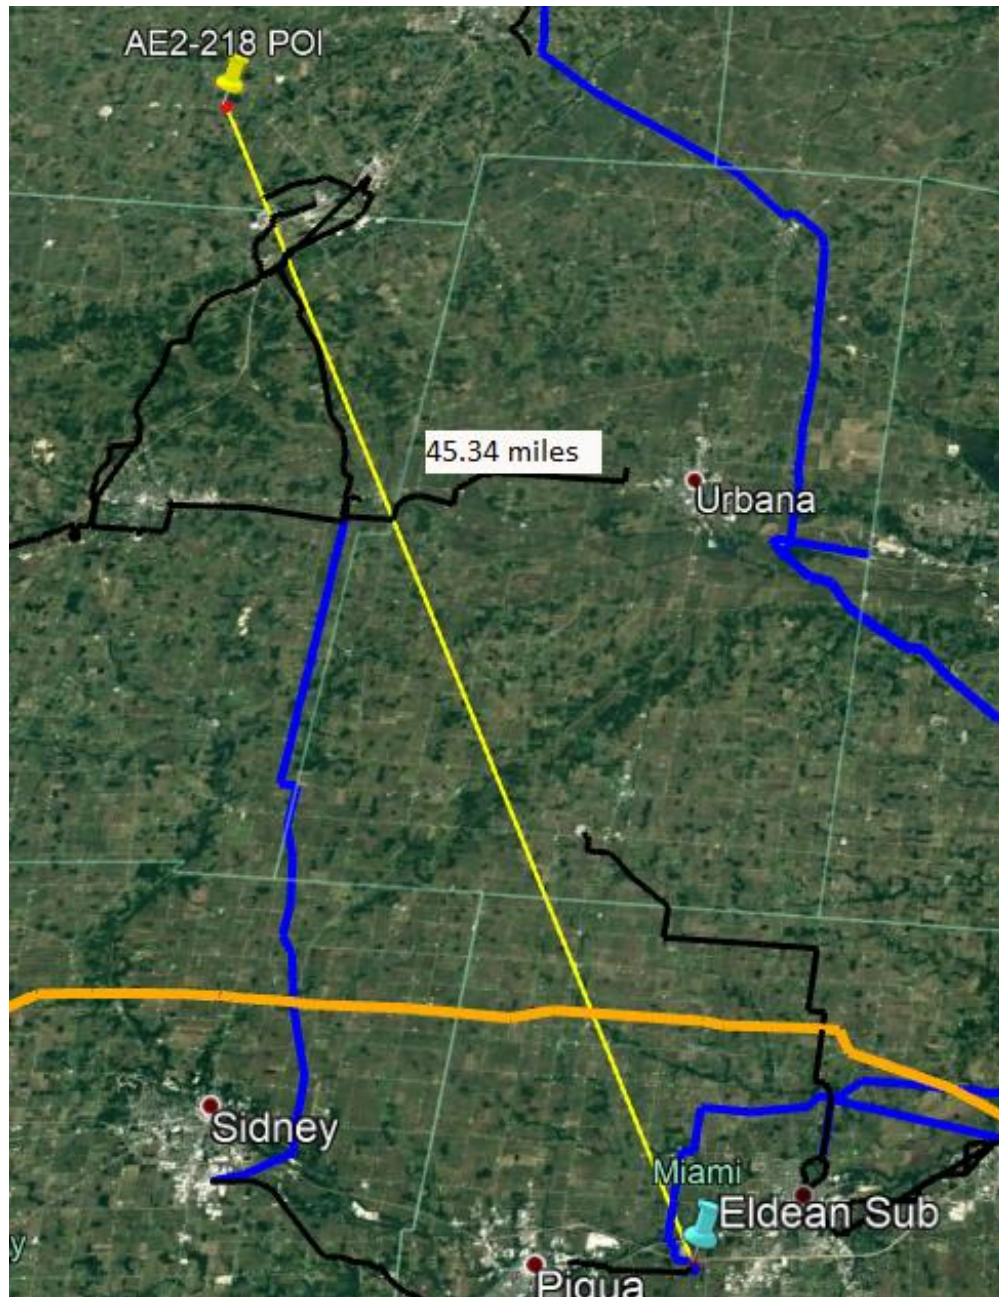 AE2-218 POI
45.34 miles
Urbana
Sidney
Miami
Eldean Sub
y
Piqua